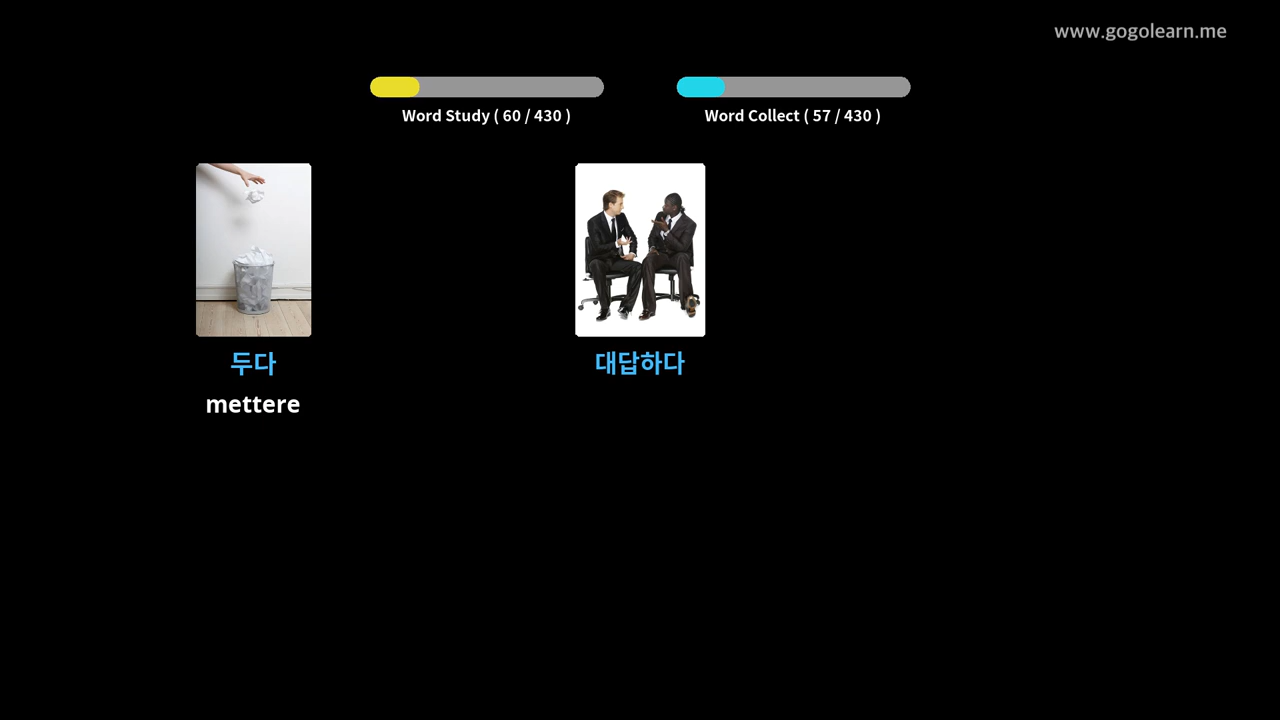 www.gogolearn.me
Word Study ( 60 / 430 )
Word Collect ( 57 / 430 )
두다
mettere
대답하다